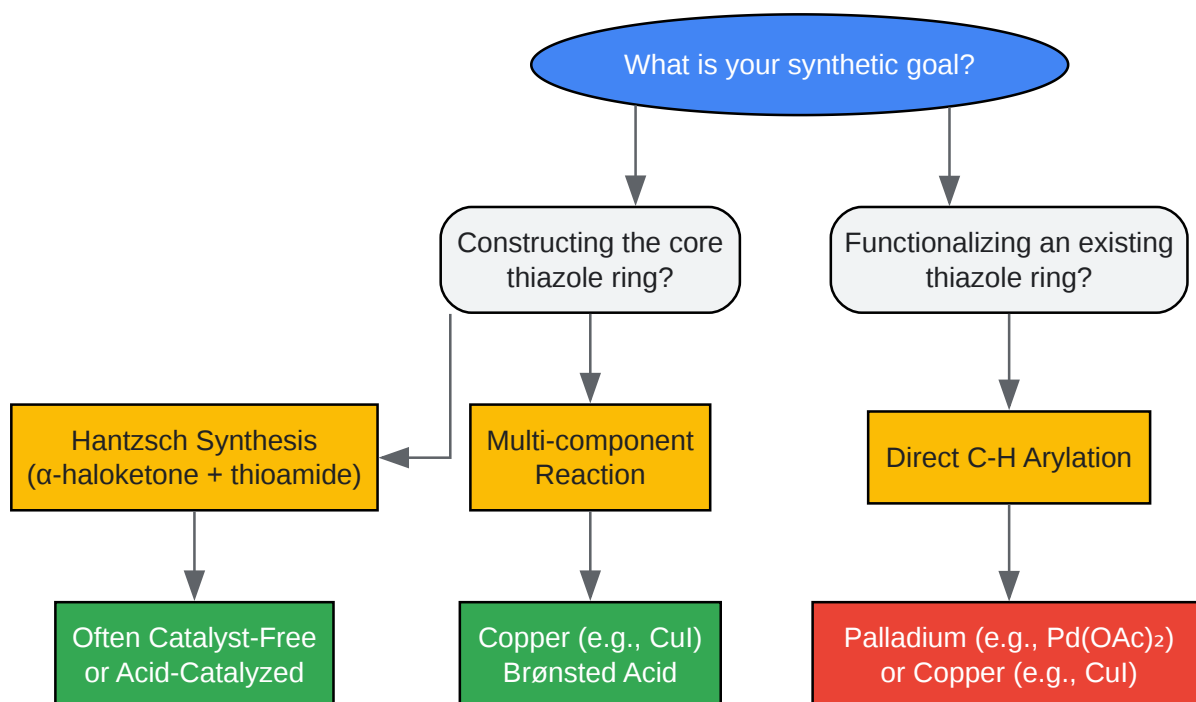 What is your synthetic goal?
Constructing the core
thiazole ring?
Functionalizing an existing
thiazole ring?
Hantzsch Synthesis
(α-haloketone + thioamide)
Multi-component
Reaction
Direct C-H Arylation
Often Catalyst-Free
or Acid-Catalyzed
Copper (e.g., CuI)
Brønsted Acid
Palladium (e.g., Pd(OAc)₂)
or Copper (e.g., CuI)